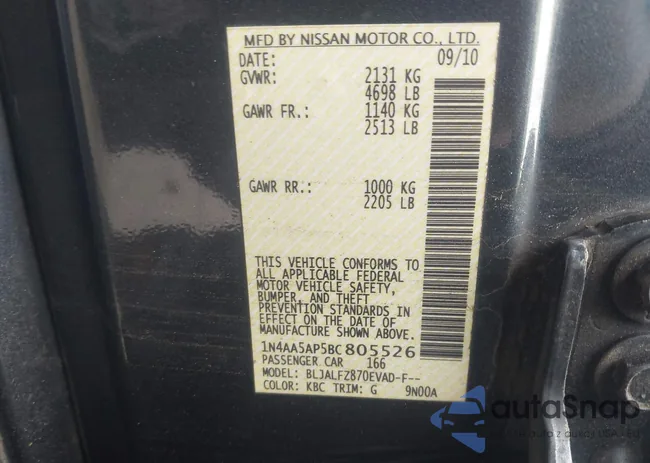 MFD BY NISSAN MOTOR CO., LTD.
DATE: 09/10
GVWR: 2131 KG
4698 LB
GAWR FR.: 1140 KG
2513 LB
GAWR RR.: 1000 KG
2205 LB
THIS VEHICLE CONFORMS TO
ALL APPLICABLE FEDERAL
MOTOR VEHICLE SAFETY,
BUMPER, AND THEFT
PREVENTION STANDARDS IN
EFFECT ON THE DATE OF
MANUFACTURE SHOWN ABOVE.
1N4AA5AP5BC805526
PASSENGER CAR 166
MODEL: BLJALFZ870EVAD-F--
COLOR: KBC TRIM: G 9N00A
autoSnap